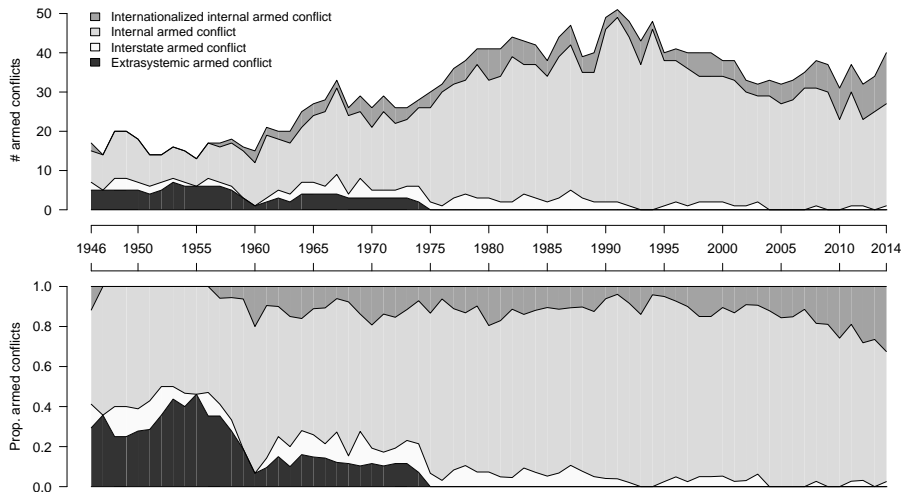 Internationalized internal armed conflict
Internal armed conflict
Interstate armed conflict
Extrasystemic armed conflict
# armed conflicts
50
40
30
20
10
0
1946 1950 1955 1960 1965 1970 1975 1980 1985 1990 1995 2000 2005 2010 2014
Prop. armed conflicts
1.0
0.8
0.6
0.4
0.2
0.0